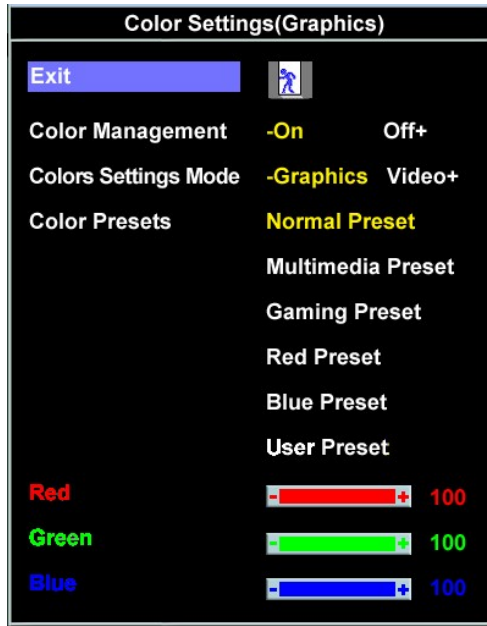 Color Settings(Graphics)
Exit
Color Management -On Off+
Colors Settings Mode -Graphics Video+
Color Presets Normal Preset
Multimedia Preset
Gaming Preset
Red Preset
Blue Preset
User Preset
Red - + 100
Green - + 100
Blue - + 100